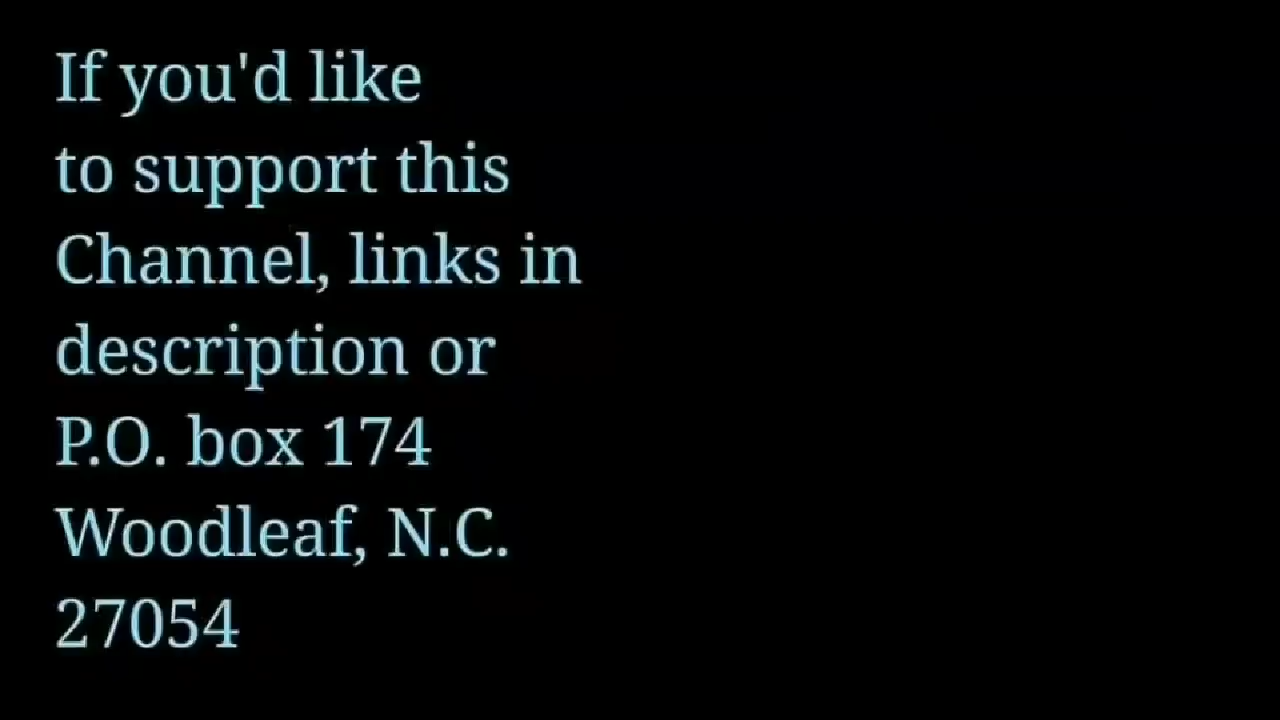 If you'd like
to support this
Channel, links in
description or
P.O. box 174
Woodleaf, N.C.
27054